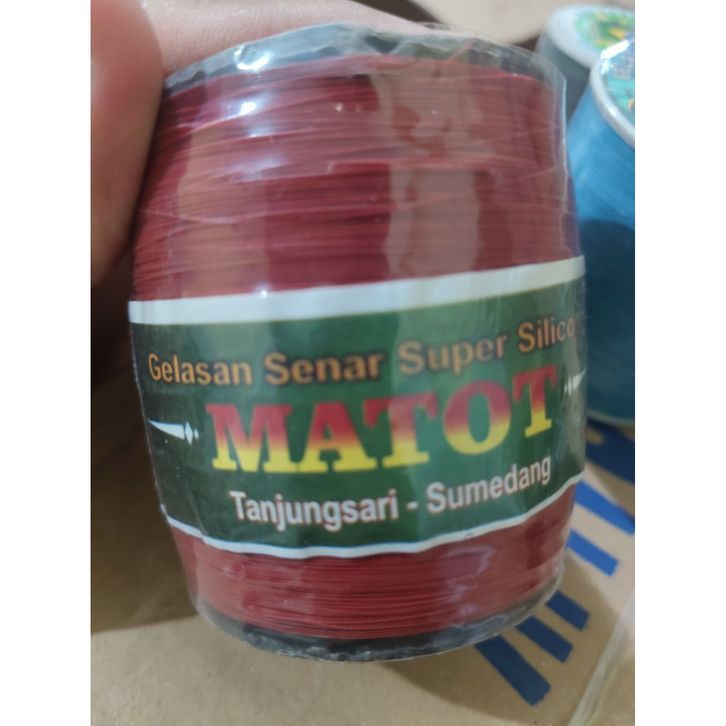 Gelasan Senar Super Silico
MATOT
Tanjungsari - Sumedang